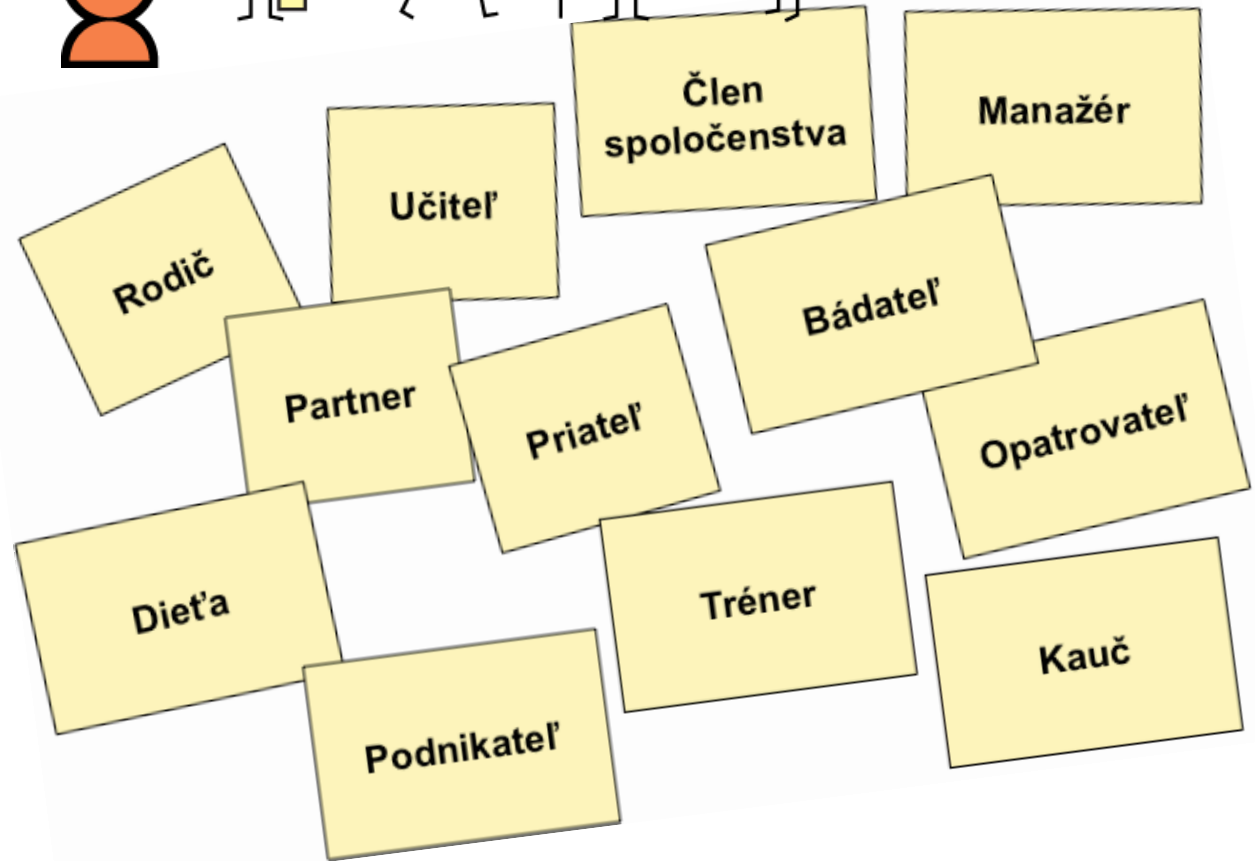 Člen
spoločenstva
Manažér
Učiteľ
Rodič
Bádateľ
Partner
Priateľ
Opatrovateľ
Dieťa
Tréner
Kauč
Podnikateľ